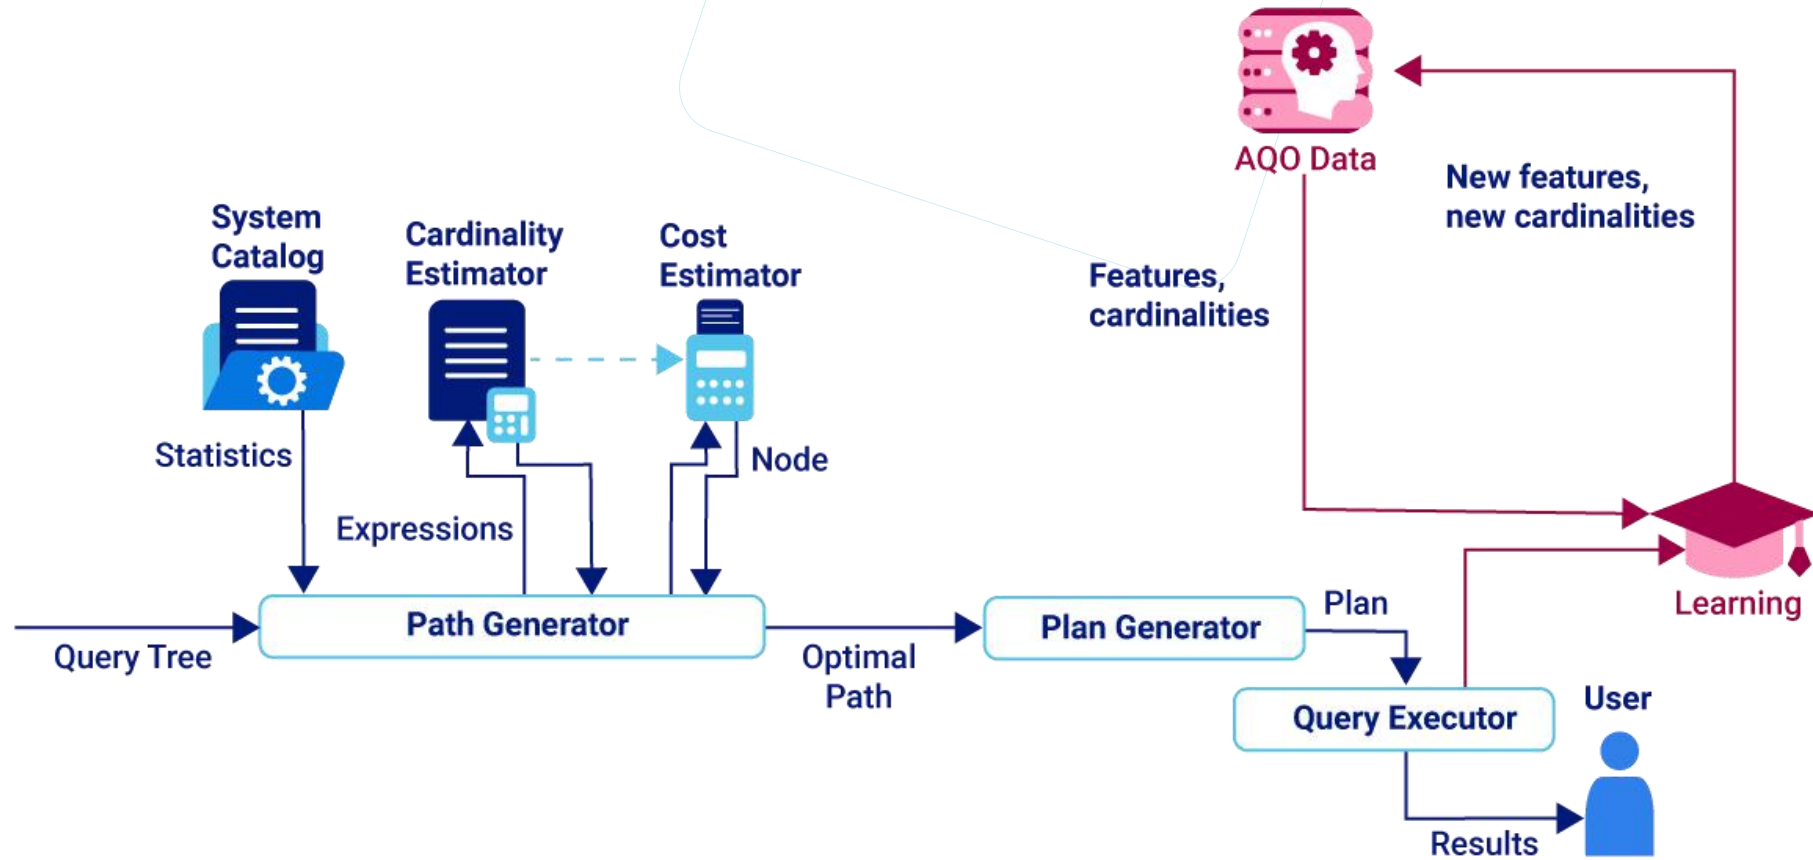 AQO Data
New features,
new cardinalities
System
Catalog
Cardinality
Estimator
Cost
Estimator
Features,
cardinalities
Statistics
Node
Expressions
Learning
Query Tree
Path Generator
Optimal
Path
Plan Generator
Plan
Query Executor
User
Results